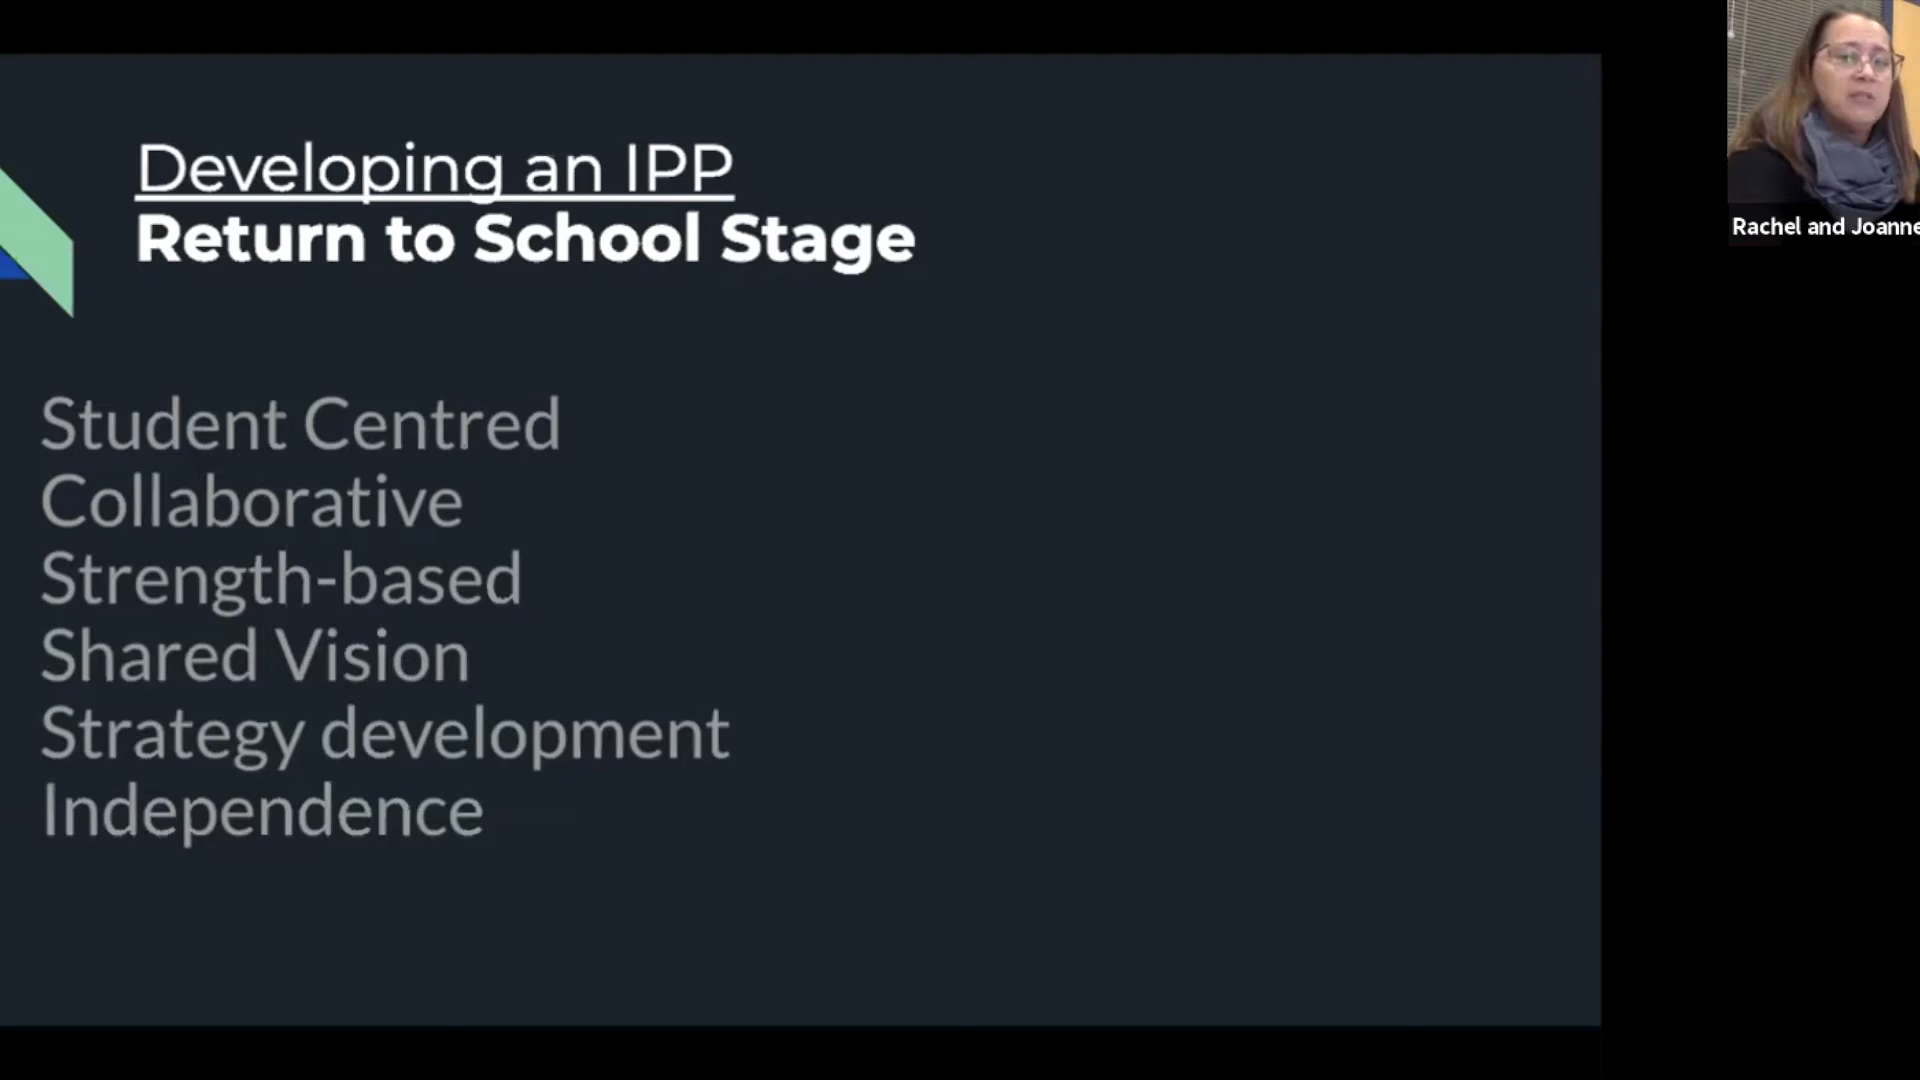 Developing an IPP
Return to School Stage
Student Centred
Collaborative
Strength-based
Shared Vision
Strategy development
Independence
Rachel and Joanne